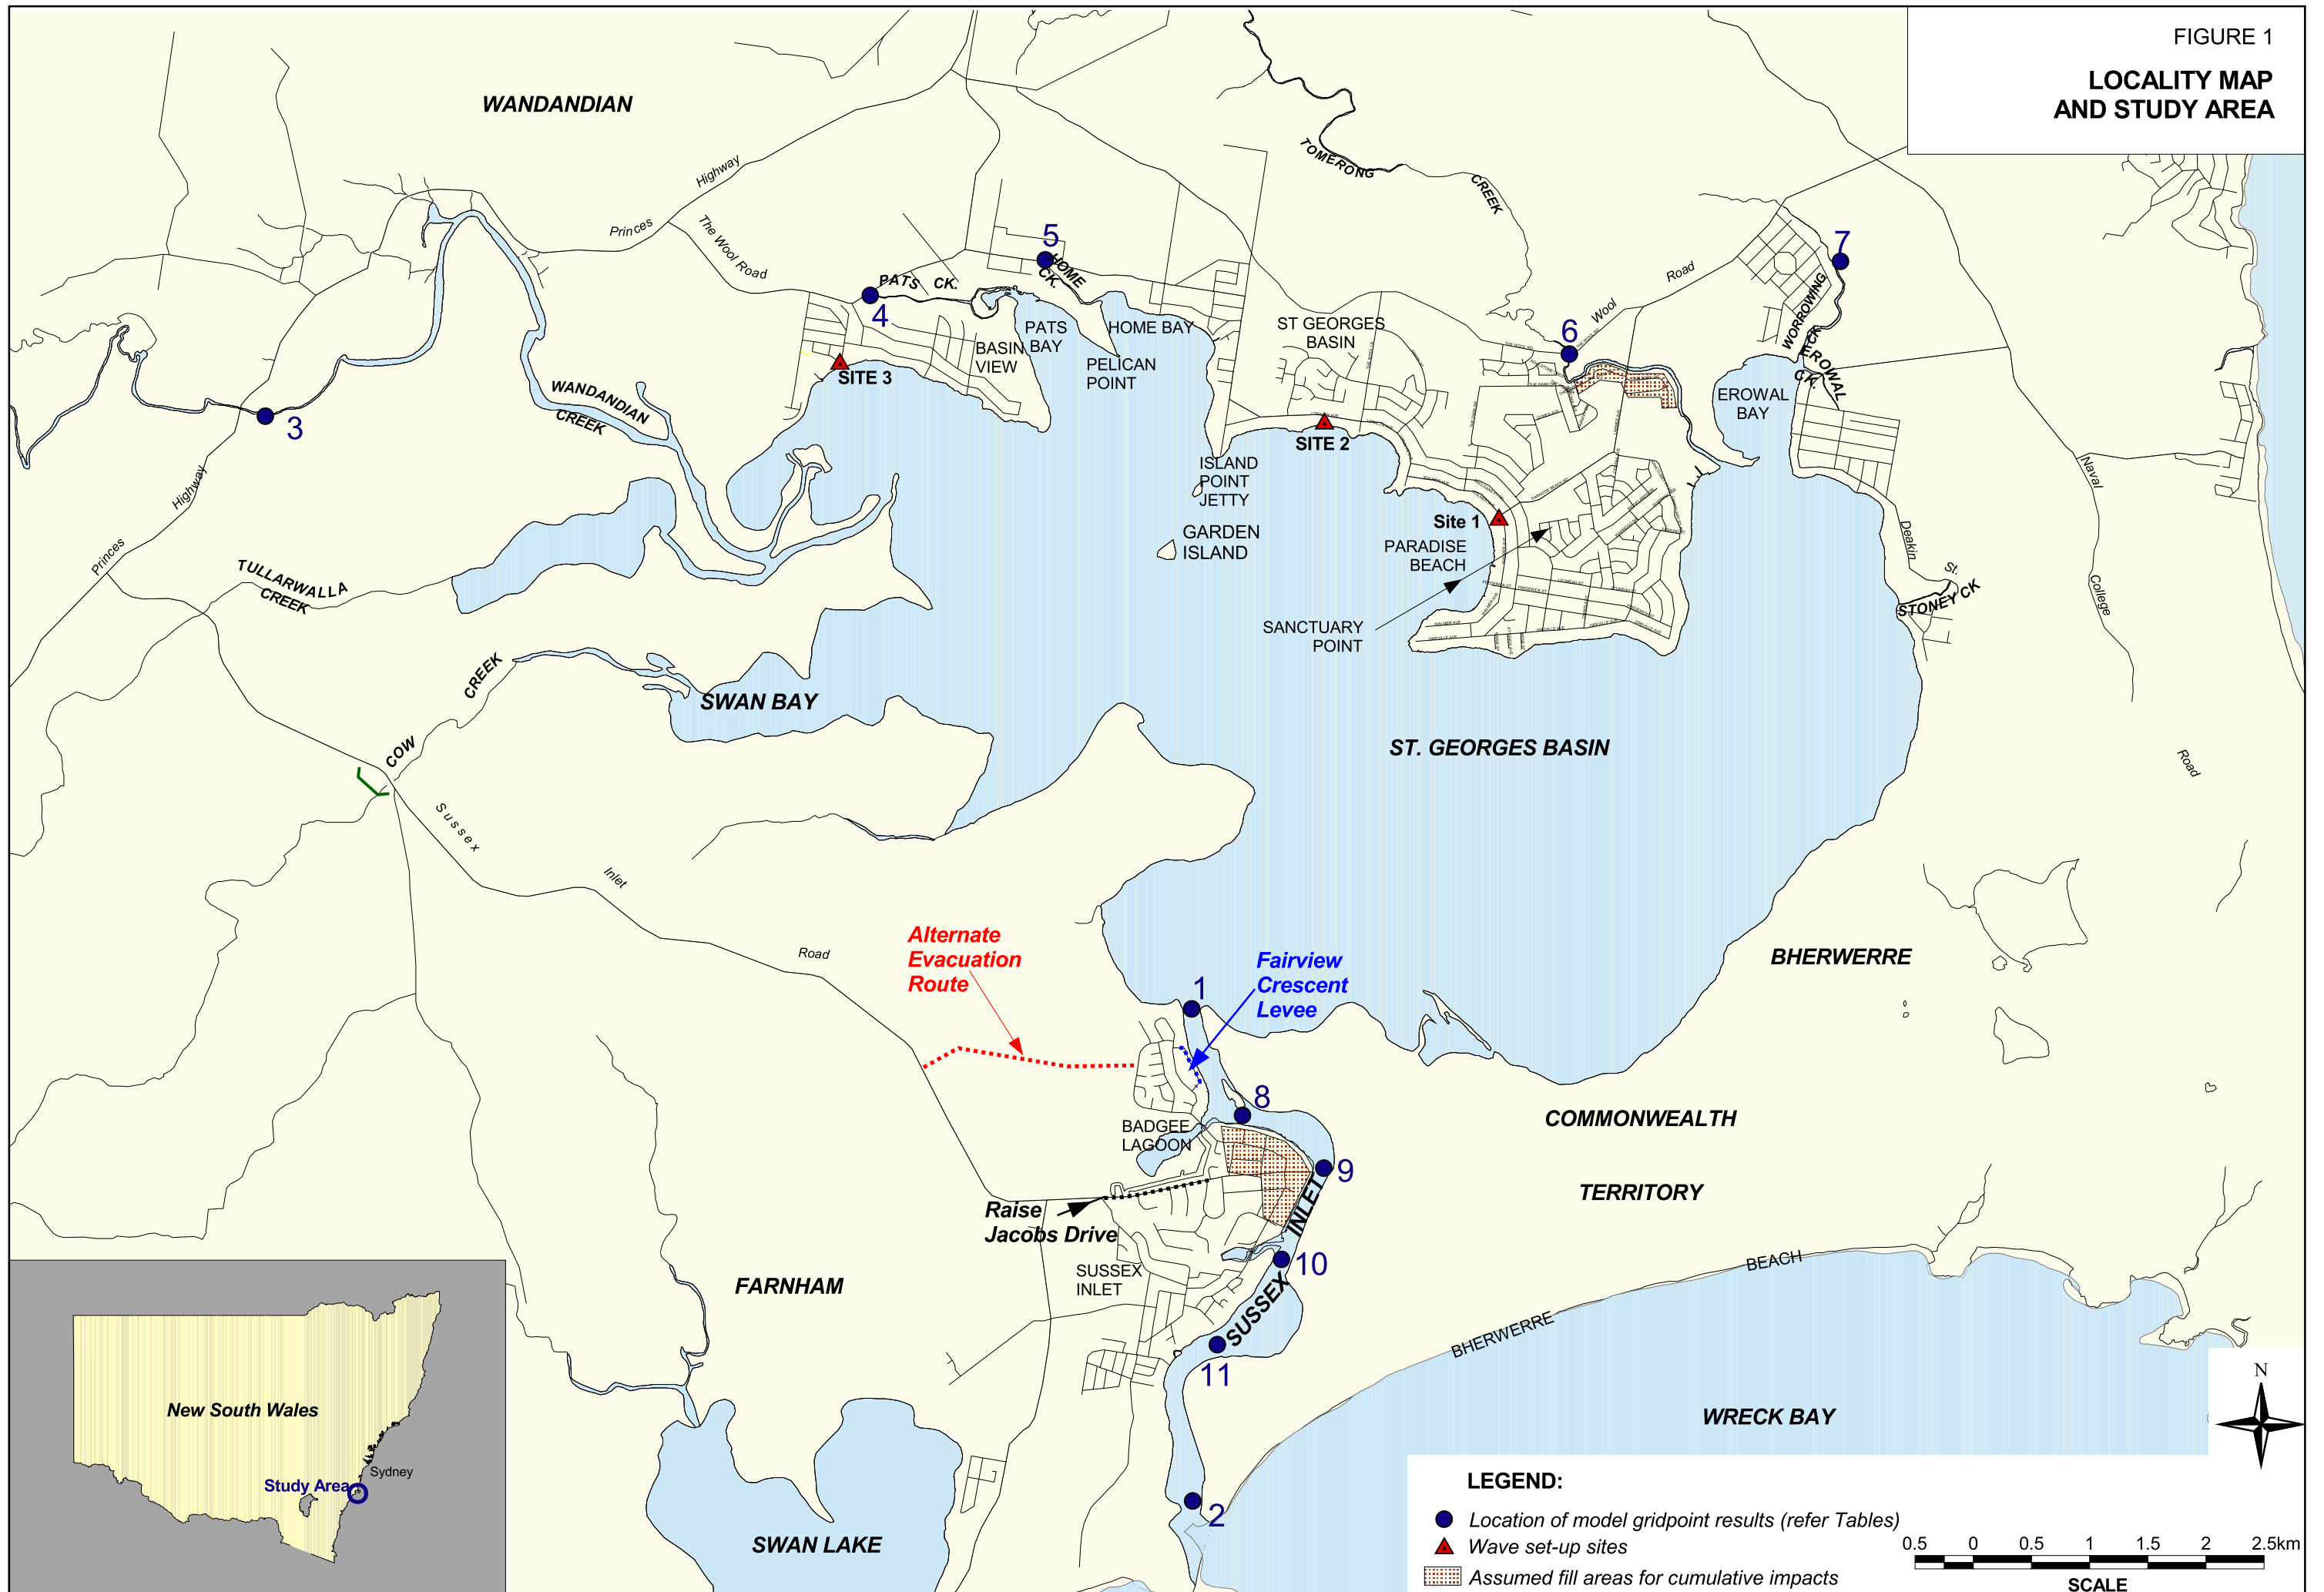 FIGURE 1
LOCALITY MAP
AND STUDY AREA
WANDANDIAN
TOMERONG
CREEK
Highway
Princes
The Wool Road
5
HOME
CK.
7
PATS CK.
4
Road
Wool
6
WORROWING
CK.
EROWAL
CK.
PATS
BAY
HOME BAY
BASIN
VIEW
PELICAN
POINT
ST GEORGES
BASIN
SITE 3
EROWAL
BAY
3
WANDANDIAN
CREEK
SITE 2
ISLAND
POINT
JETTY
Highway
Princes
Naval
College
Road
Site 1
GARDEN
ISLAND
PARADISE
BEACH
Deakin
St.
TULLARWALLA
CREEK
STONEY CK
SANCTUARY
POINT
CREEK
COW
SWAN BAY
ST. GEORGES BASIN
Sussex
Inlet
Road
Alternate
Evacuation
Route
Fairview
Crescent
Levee
BHERWERRE
1
8
BADGEE
LAGOON
COMMONWEALTH
TERRITORY
9
Raise
Jacobs Drive
INLET
10
SUSSEX
INLET
SUSSEX
FARNHAM
BEACH
BHERWERRE
11
New South Wales
Sydney
Study Area
WRECK BAY
N
2
SWAN LAKE
LEGEND:
Location of model gridpoint results (refer Tables)
Wave set-up sites
Assumed fill areas for cumulative impacts
0.5 0 0.5 1 1.5 2 2.5km
SCALE